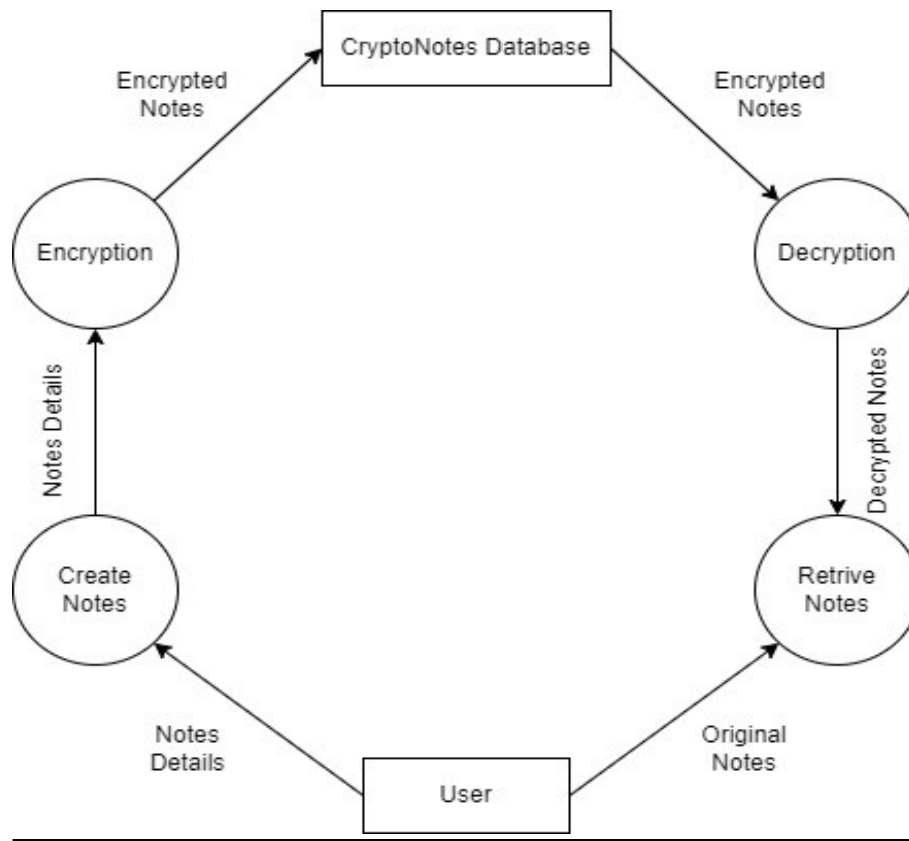 CryptoNotes Database
Encrypted
Notes
Encrypted
Notes
Encryption
Decryption
Notes Details
Decrypted Notes
Create
Notes
Retrive
Notes
Notes
Details
Original
Notes
User